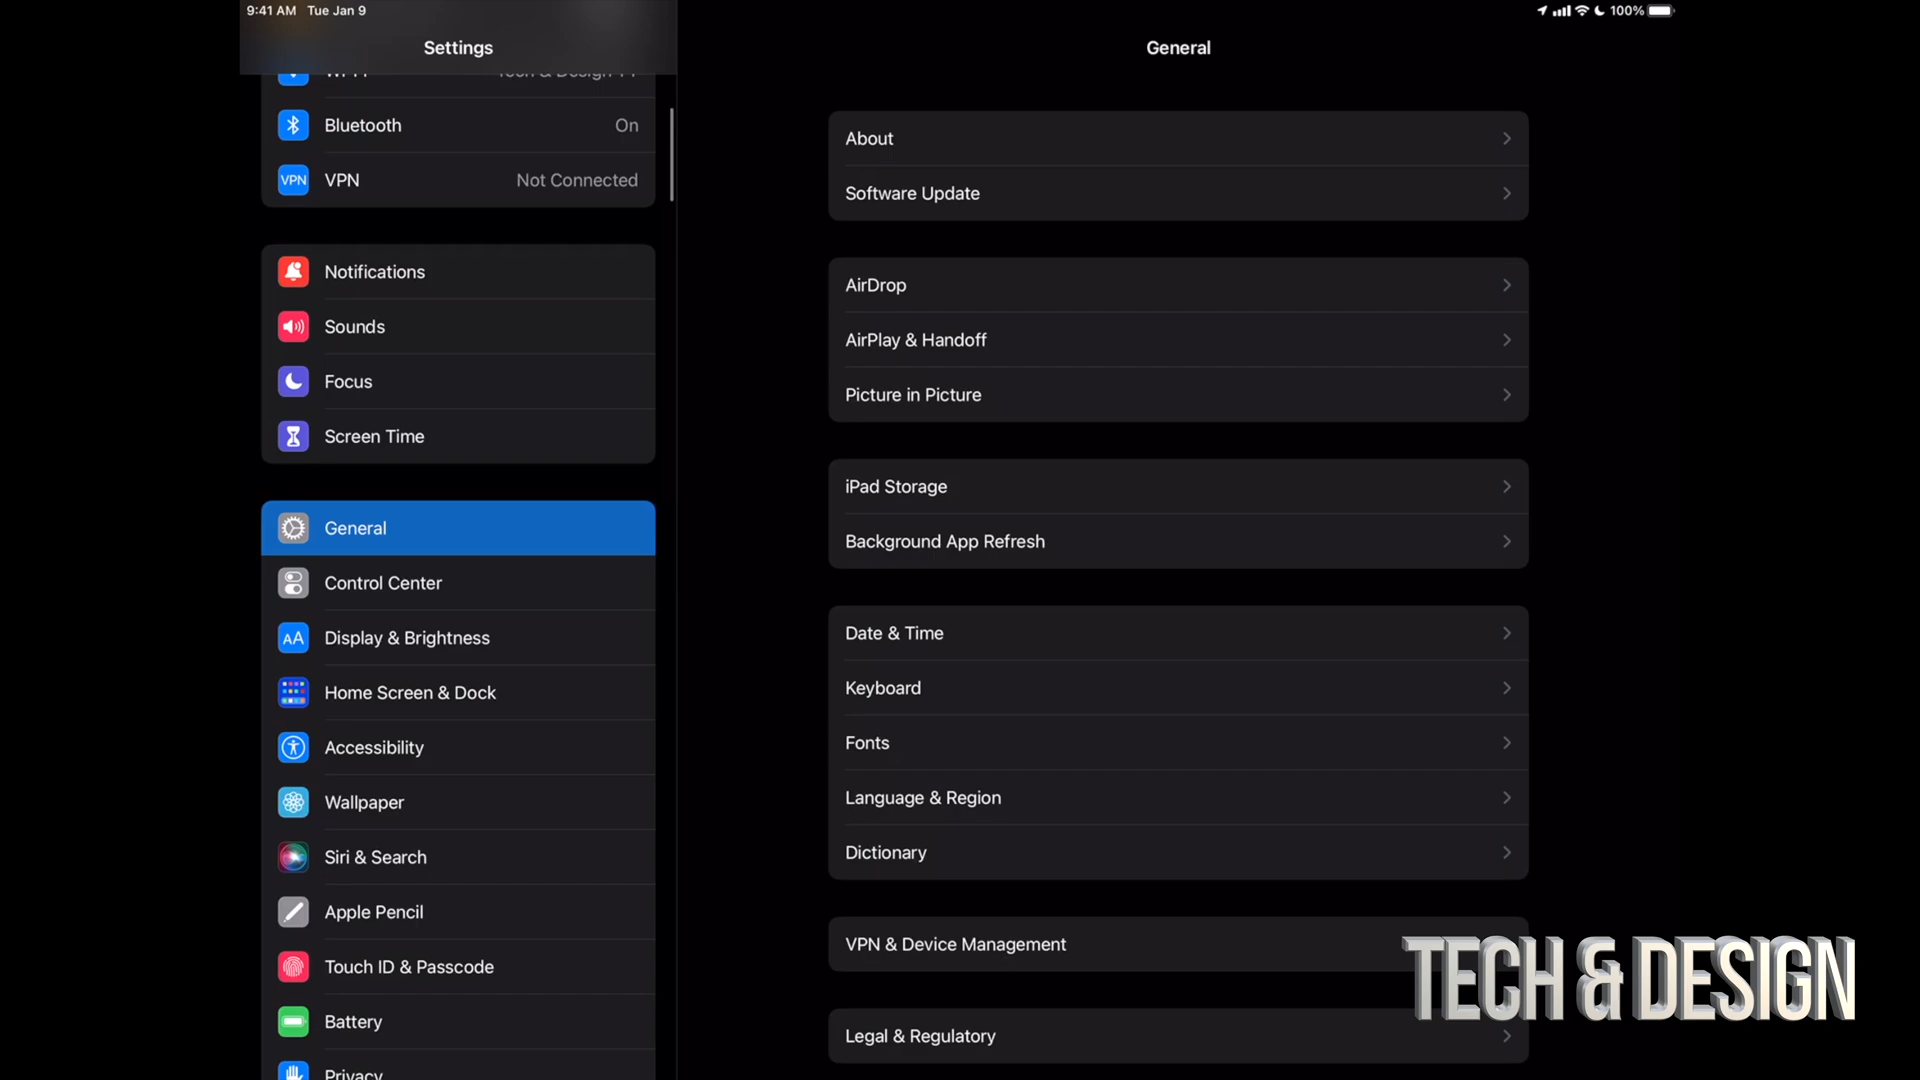 9:41 AM Tue Jan 9
100%
Settings
Bluetooth On
VPN VPN Not Connected
Notifications
Sounds
Focus
Screen Time
General
Control Center
AA Display & Brightness
Home Screen & Dock
Accessibility
Wallpaper
Siri & Search
Apple Pencil
Touch ID & Passcode
Battery
Privacy
General
About
Software Update
AirDrop
AirPlay & Handoff
Picture in Picture
iPad Storage
Background App Refresh
Date & Time
Keyboard
Fonts
Language & Region
Dictionary
VPN & Device Management
Legal & Regulatory
TECH & DESIGN